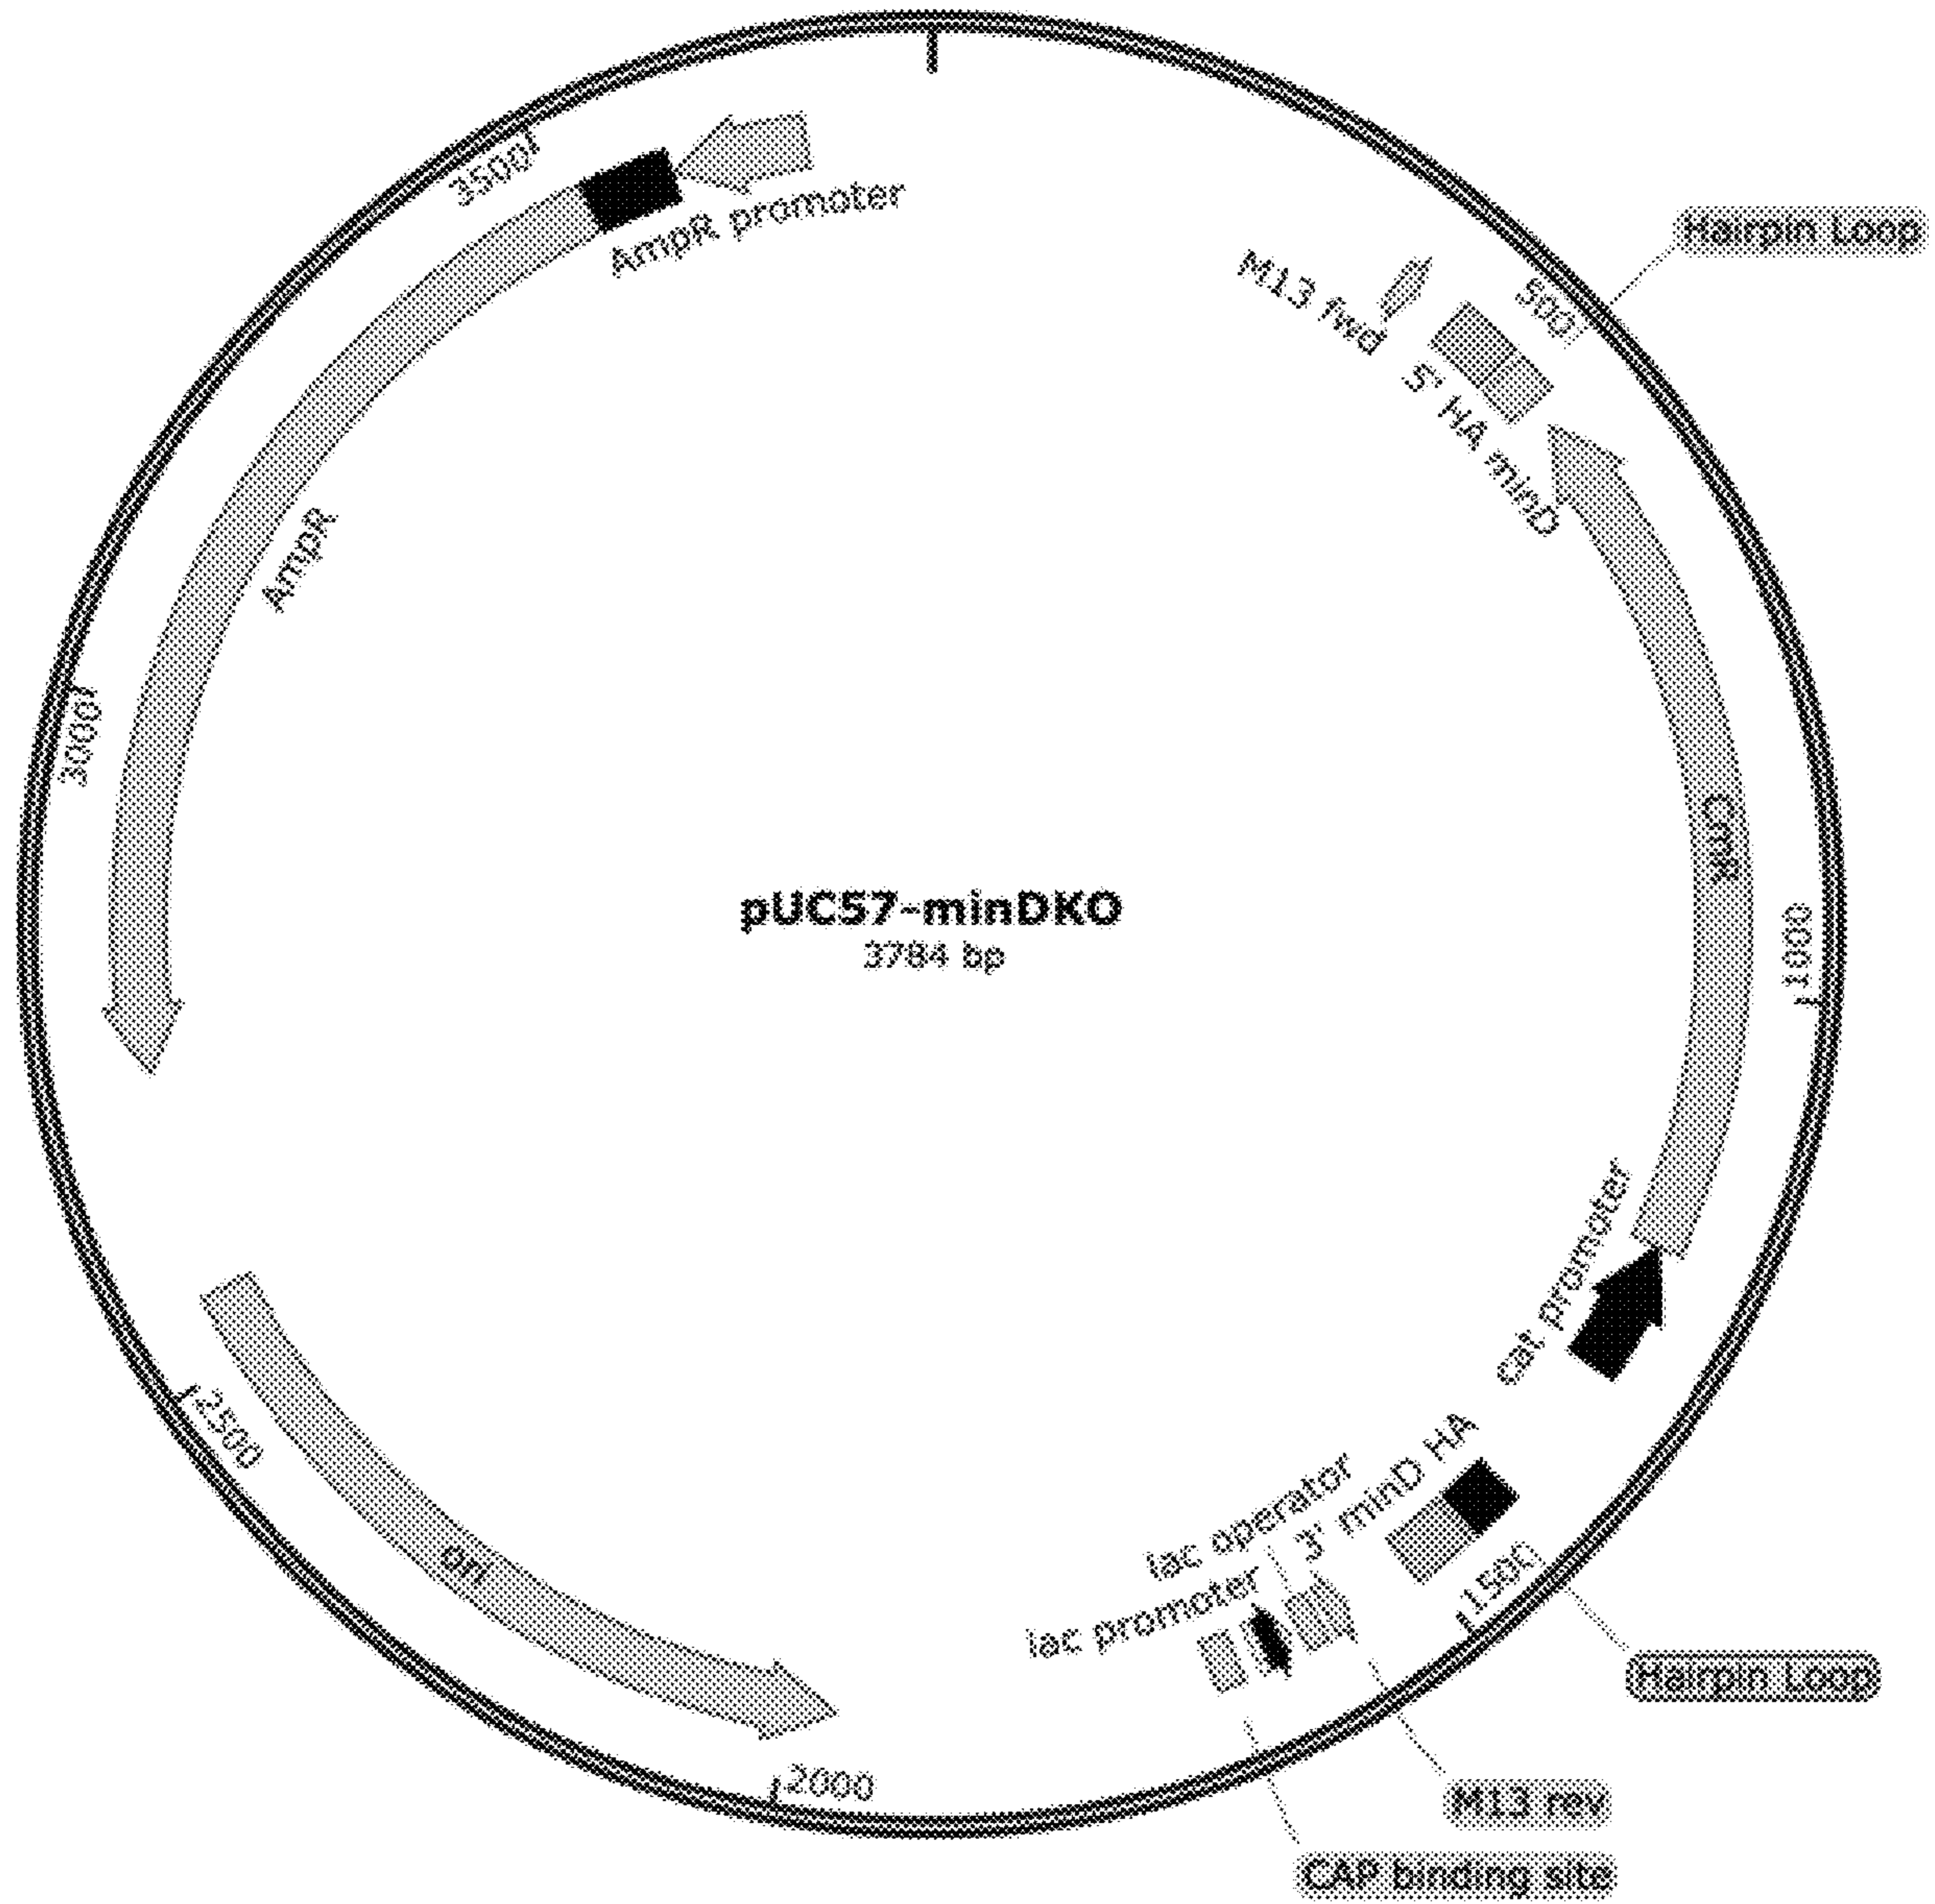 3500
AmpR promoter
Hairpin Loop
M13 fwd
500
5' HA minD
AmpR
3000
CmR
pUC57-minDKO
3784 bp
1000
cat promoter
2500
3' minD HA
lac operator
lac promoter
ori
1500
Hairpin Loop
2000
M13 rev
CAP binding site